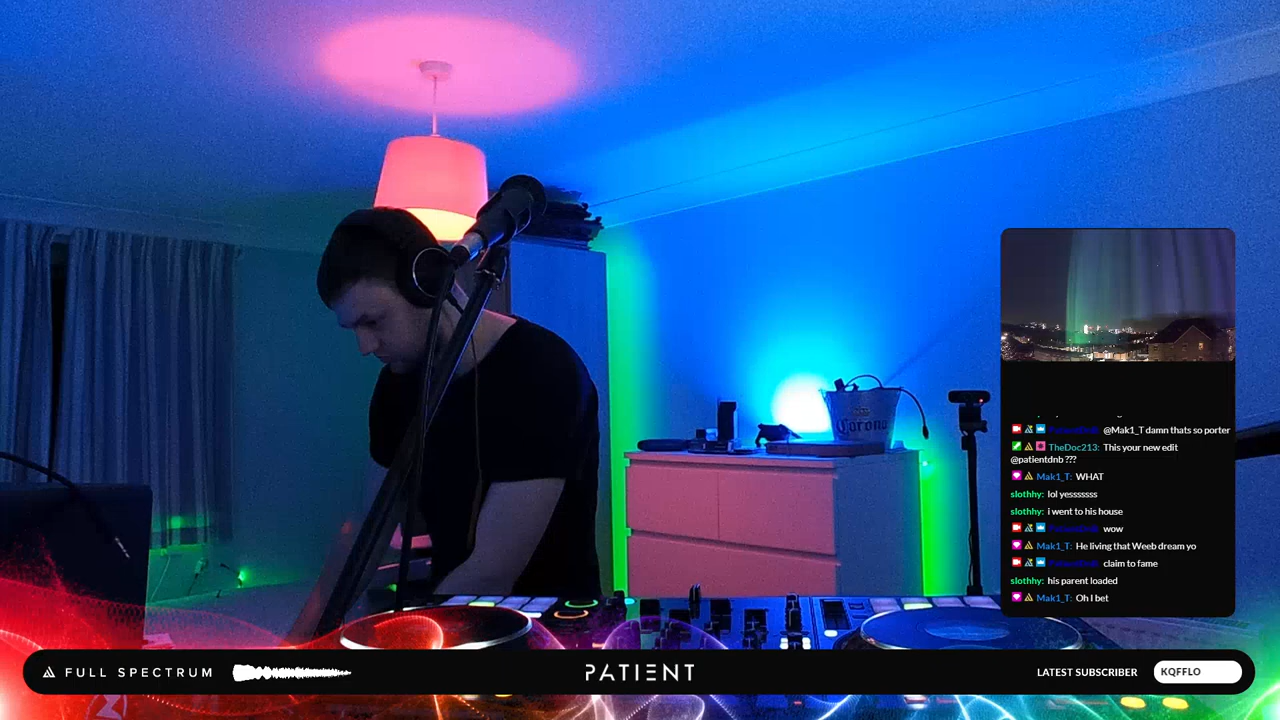 Corona
@Mak1_T damn thats so porter
TheDoc213: This your new edit
@patientdnb ???
Mak1_T: WHAT
slothhy: lol yesssssss
slothhy: i went to his house
wow
Mak1_T: He living that Weeb dream yo
claim to fame
slothhy: his parent loaded
Mak1_T: Oh I bet
FULL SPECTRUM
PATIENT
LATEST SUBSCRIBER
KQFFLO